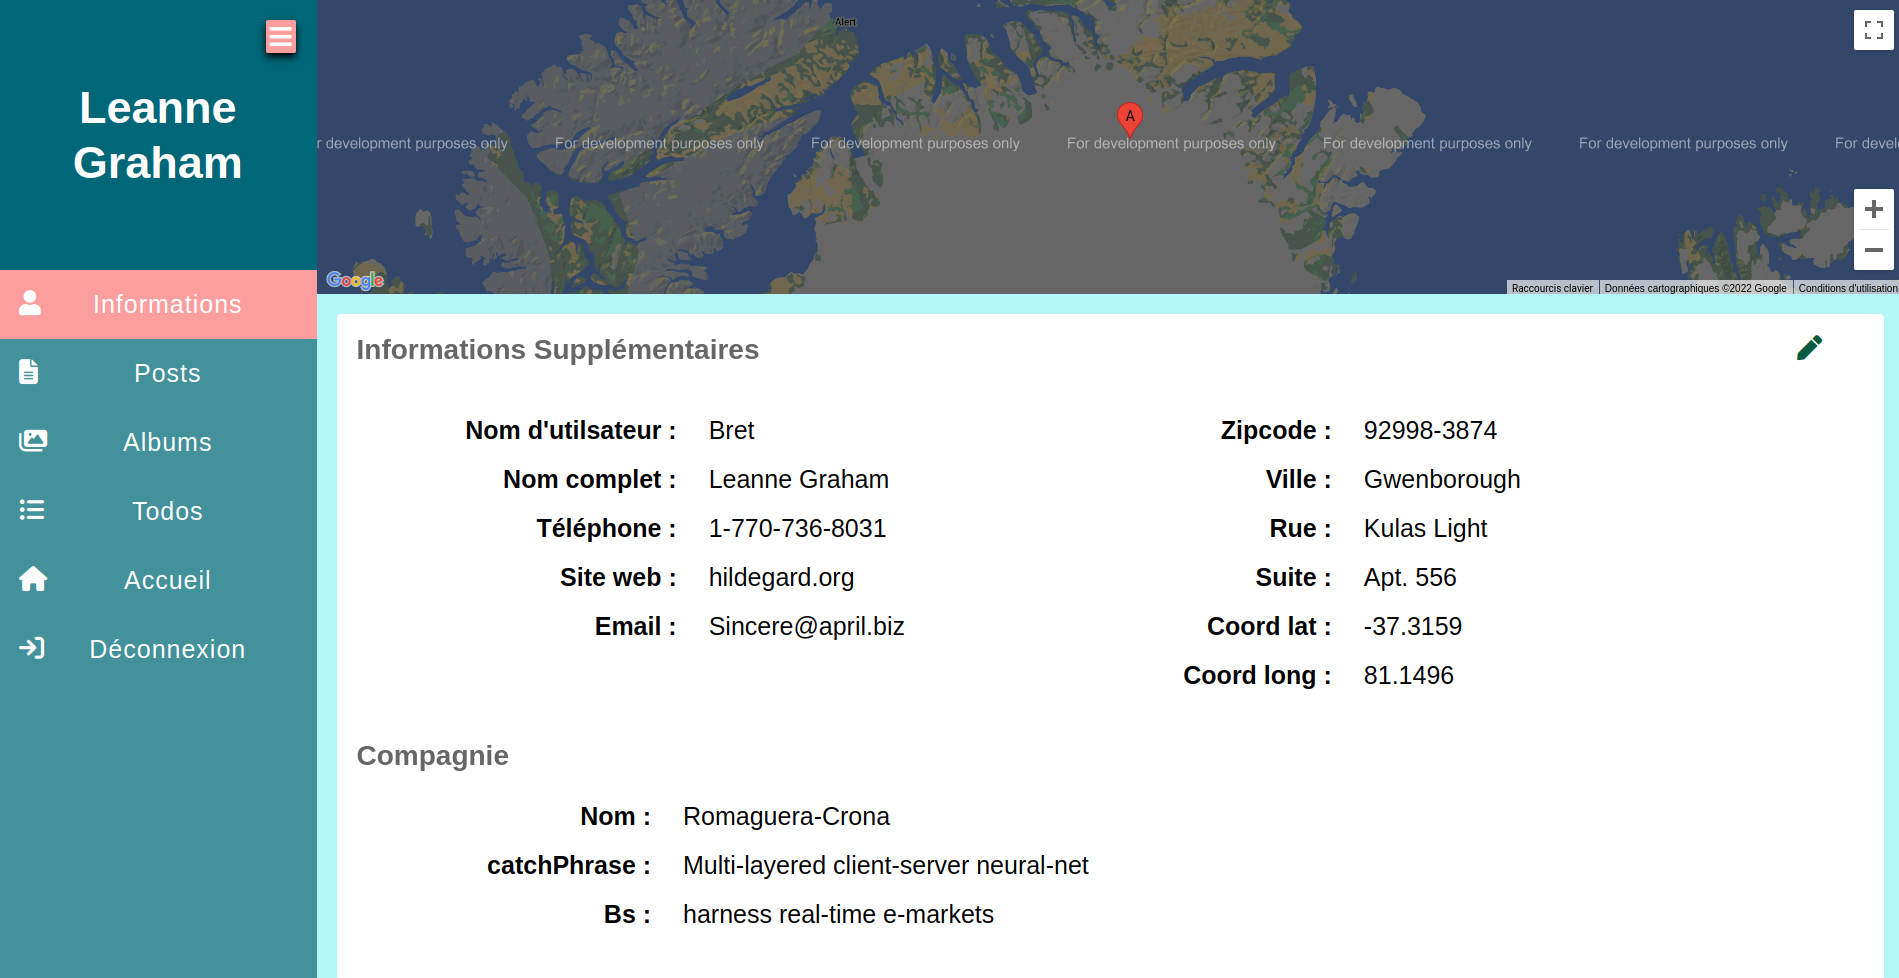 Leanne
Graham
Informations
Posts
Albums
Todos
Accueil
Déconnexion
Alert
r development purposes only For development purposes only For development purposes only For development purposes only For development purposes only For development purposes only For devel
A
Google
Raccourcis clavier Données cartographiques ©2022 Google Conditions d'utilisation
Informations Supplémentaires
Nom d'utilsateur : Bret
Nom complet : Leanne Graham
Téléphone : 1-770-736-8031
Site web : hildegard.org
Email : Sincere@april.biz
Zipcode : 92998-3874
Ville : Gwenborough
Rue : Kulas Light
Suite : Apt. 556
Coord lat : -37.3159
Coord long : 81.1496
Compagnie
Nom : Romaguera-Crona
catchPhrase : Multi-layered client-server neural-net
Bs : harness real-time e-markets